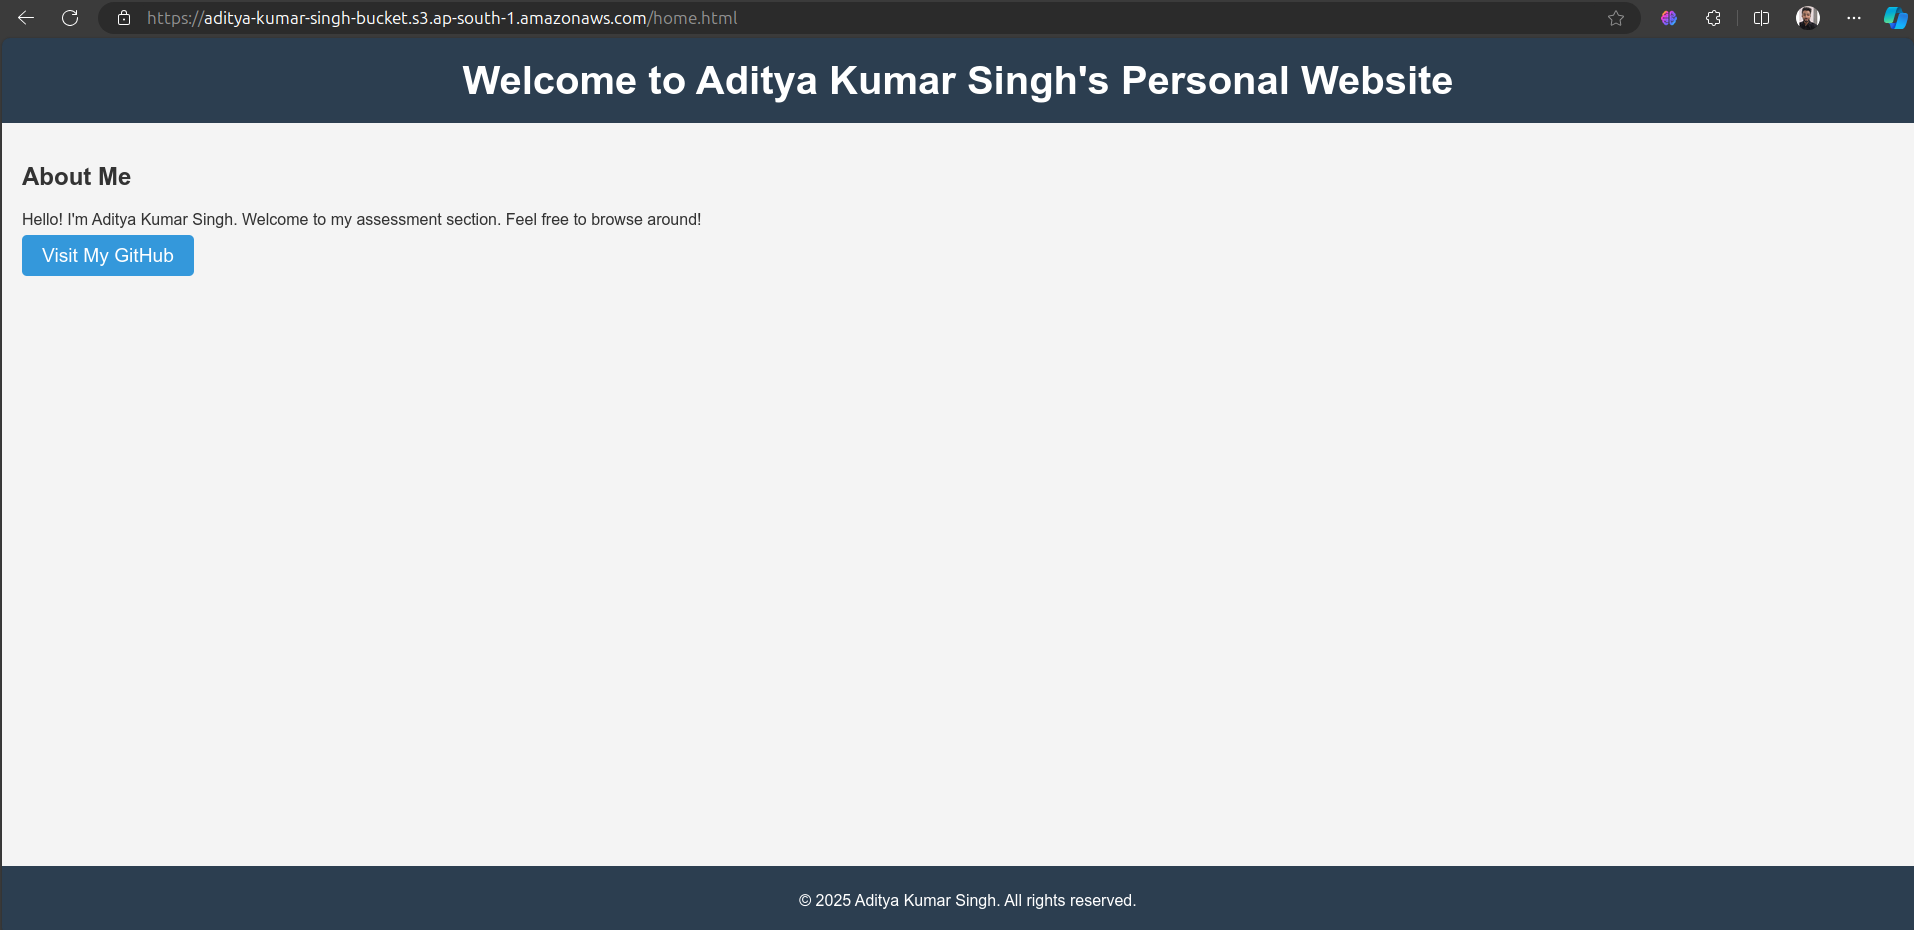 https://aditya-kumar-singh-bucket.s3.ap-south-1.amazonaws.com/home.html
Welcome to Aditya Kumar Singh's Personal Website
About Me
Hello! I'm Aditya Kumar Singh. Welcome to my assessment section. Feel free to browse around!
Visit My GitHub
© 2025 Aditya Kumar Singh. All rights reserved.